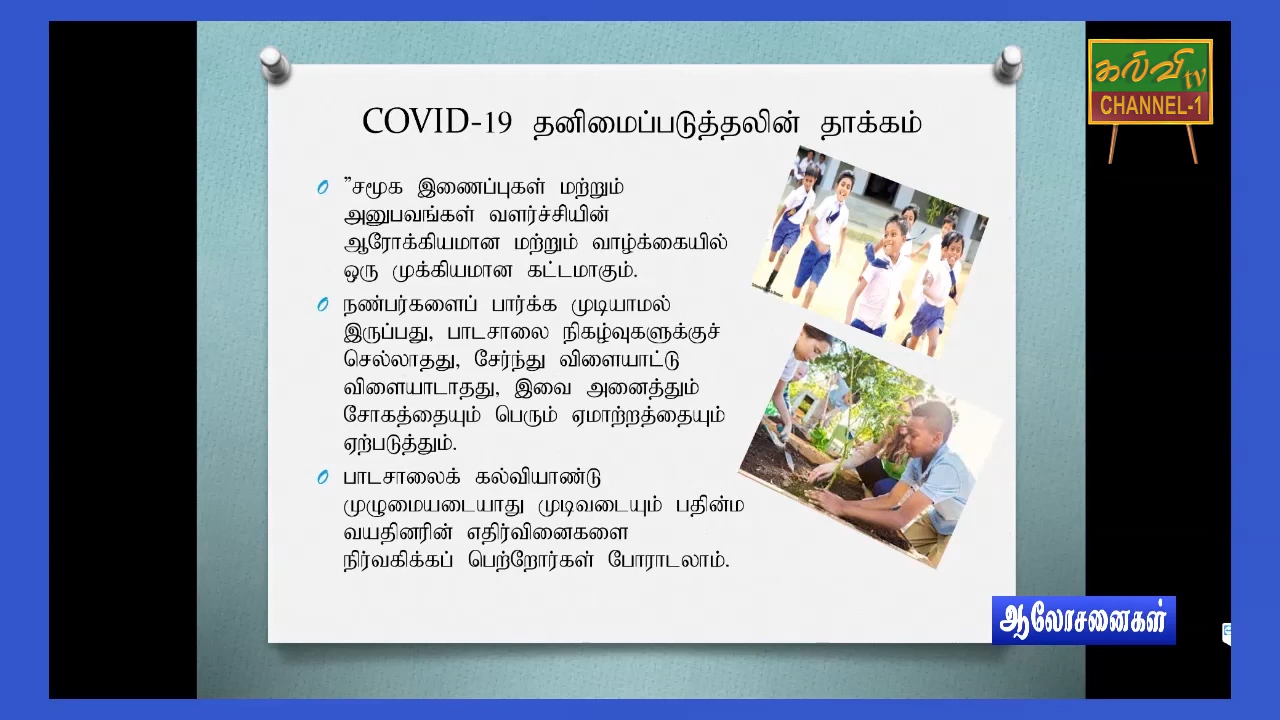 கல்வி tv
CHANNEL-1
COVID-19 தனிமைப்படுத்தலின் தாக்கம்
”சமூக இணைப்புகள் மற்றும்
அனுபவங்கள் வளர்ச்சியின்
ஆரோக்கியமான மற்றும் வாழ்க்கையில்
ஒரு முக்கியமான கட்டமாகும்.
நண்பர்களைப் பார்க்க முடியாமல்
இருப்பது, பாடசாலை நிகழ்வுகளுக்குச்
செல்லாதது, சேர்ந்து விளையாட்டு
விளையாடாதது, இவை அனைத்தும்
சோகத்தையும் பெரும் ஏமாற்றத்தையும்
ஏற்படுத்தும்.
பாடசாலைக் கல்வியாண்டு
முழுமையடையாது முடிவடையும் பதின்ம
வயதினரின் எதிர்வினைகளை
நிர்வகிக்கப் பெற்றோர்கள் போராடலாம்.
ஆலோசனைகள்